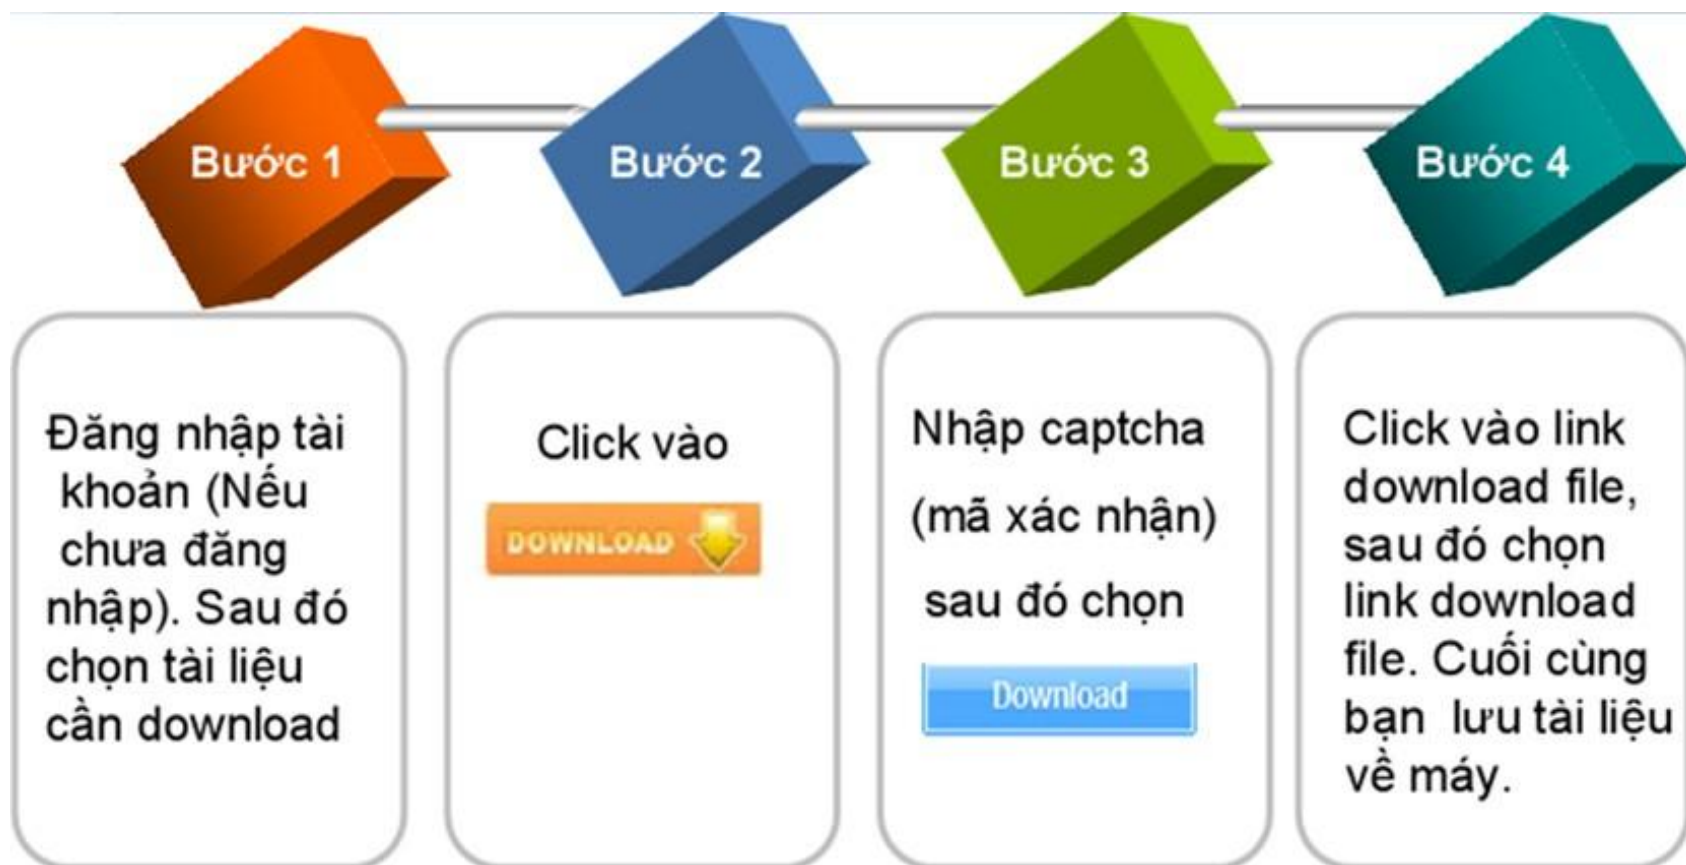 Bước 1
Bước 2
Bước 3
Bước 4
Đăng nhập tài
khoản (Nếu
chưa đăng
nhập). Sau đó
chọn tài liệu
cần download
Click vào
DOWNLOAD
Nhập captcha
(mã xác nhận)
sau đó chọn
Download
Click vào link
download file,
sau đó chọn
link download
file. Cuối cùng
bạn lưu tài liệu
về máy.